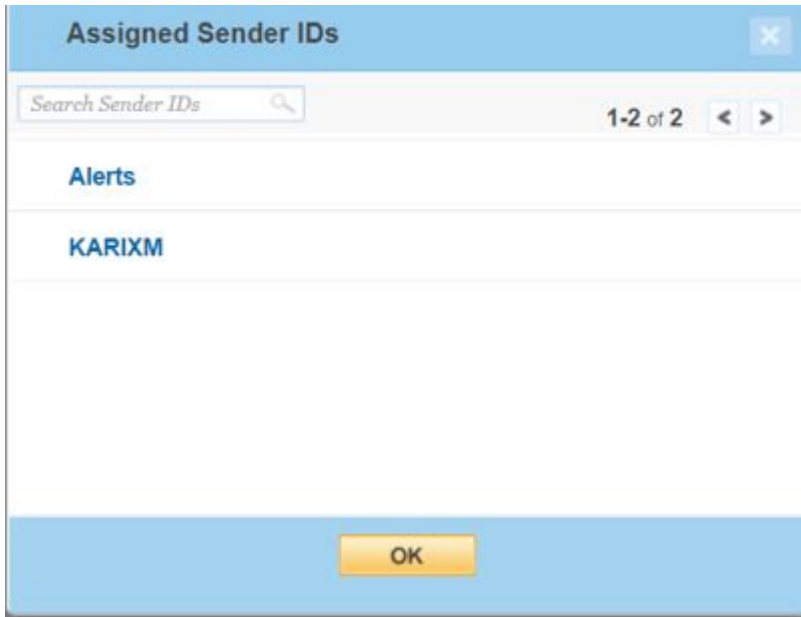 Assigned Sender IDs
Search Sender IDs
1-2 of 2 < >
Alerts
KARIXM
OK